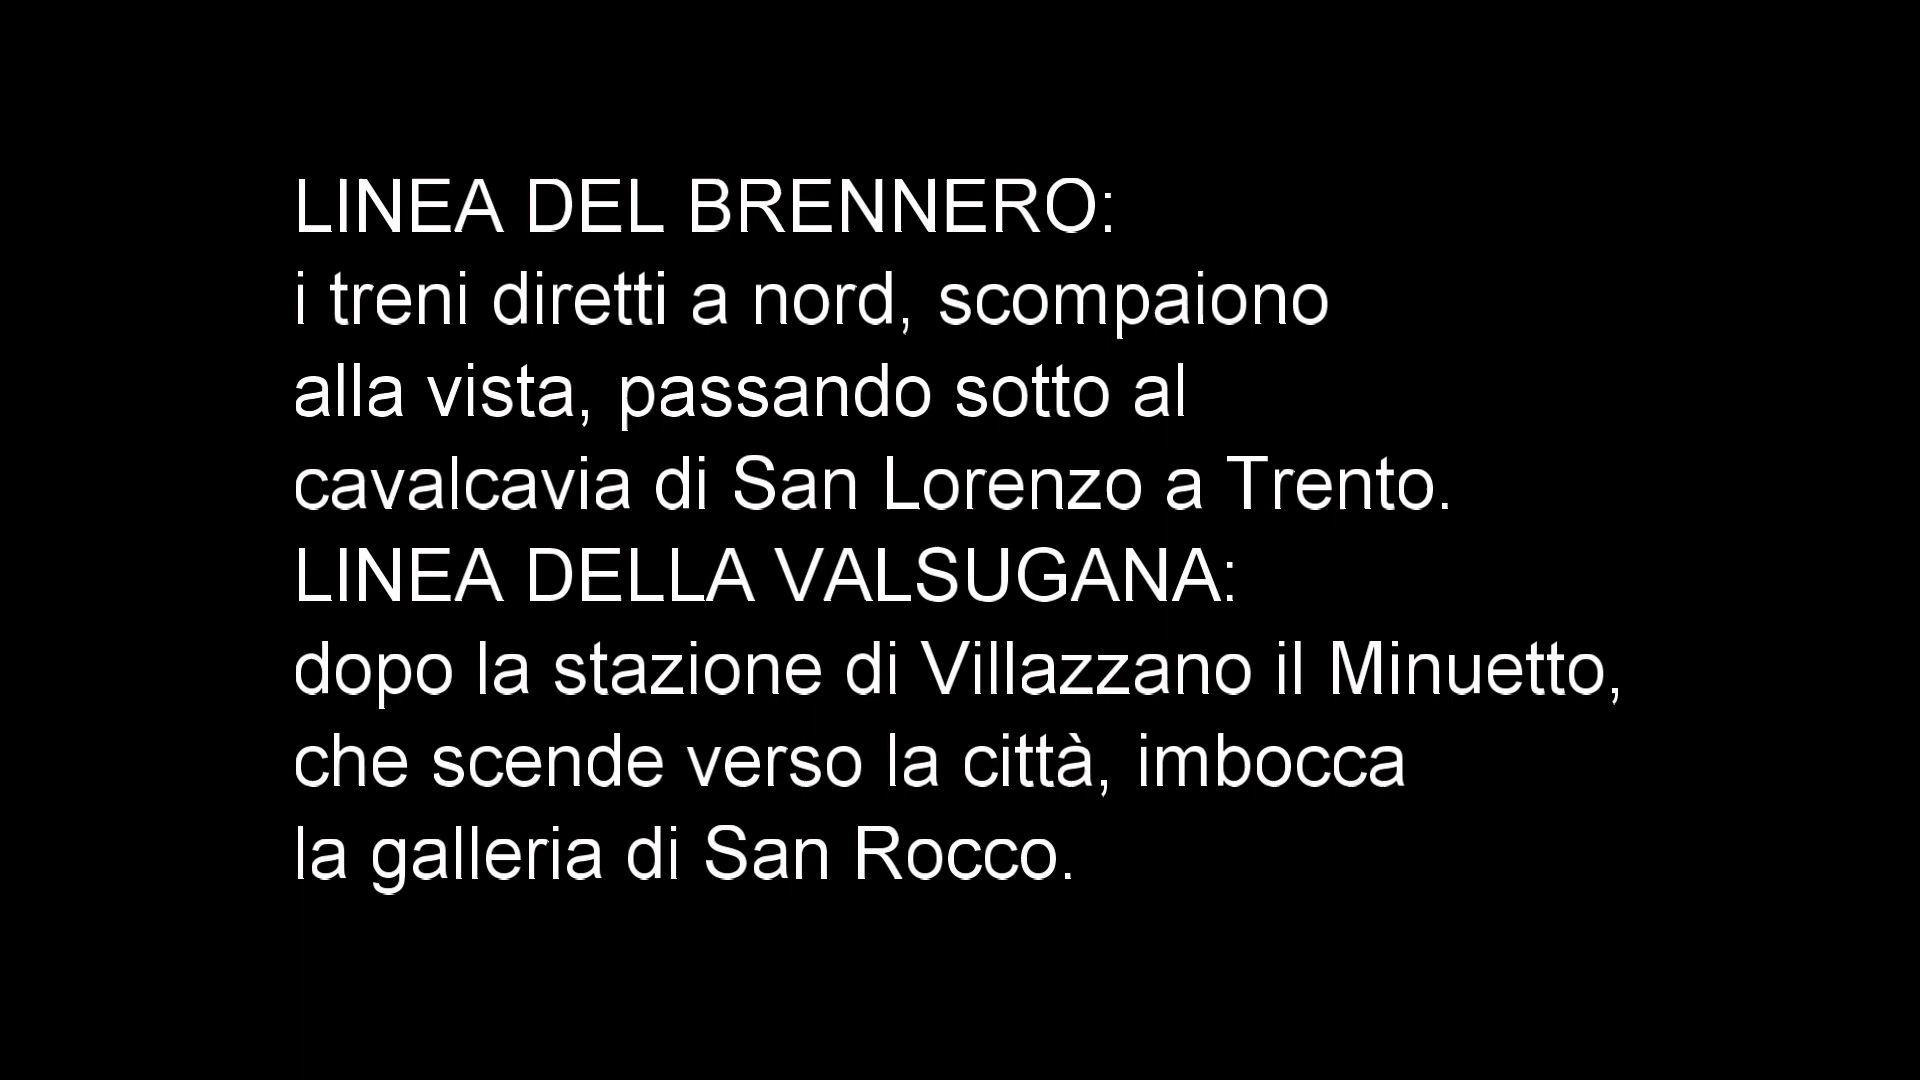 LINEA DEL BRENNERO:
i treni diretti a nord, scompaiono
alla vista, passando sotto al
cavalcavia di San Lorenzo a Trento.
LINEA DELLA VALSUGANA:
dopo la stazione di Villazzano il Minuetto,
che scende verso la città, imbocca
la galleria di San Rocco.